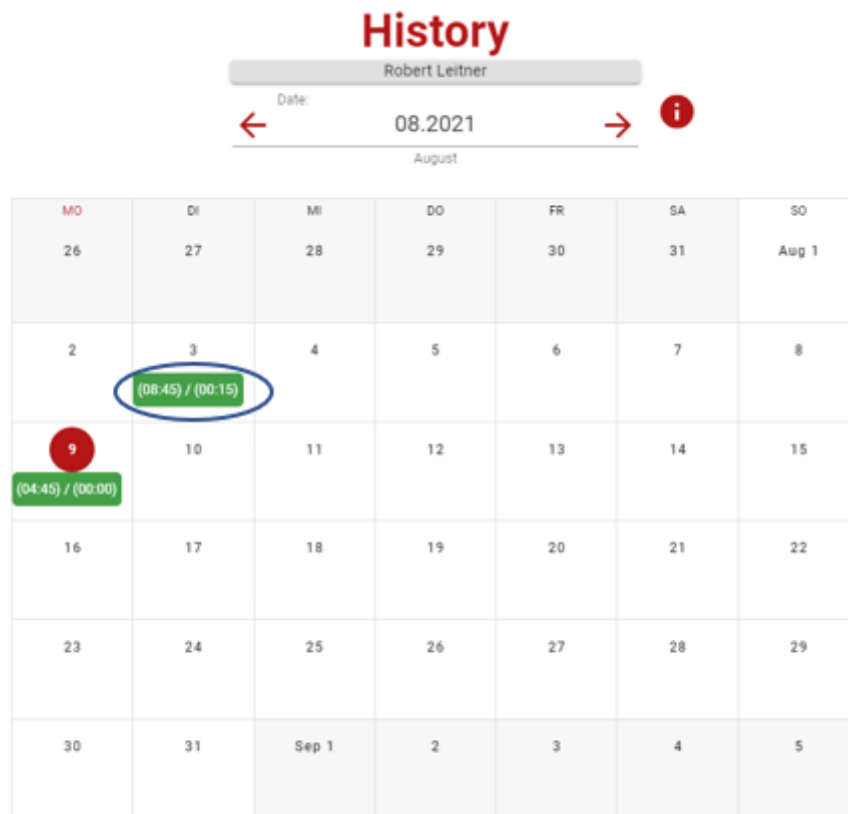 History
Robert Leitner
Date:
08.2021
i
August
MO DI MI DO FR SA SO
26 27 28 29 30 31 Aug 1
2 3 4 5 6 7 8
(08:45) / (00:15)
9 10 11 12 13 14 15
(04:45) / (00:00)
16 17 18 19 20 21 22
23 24 25 26 27 28 29
30 31 Sep 1 2 3 4 5